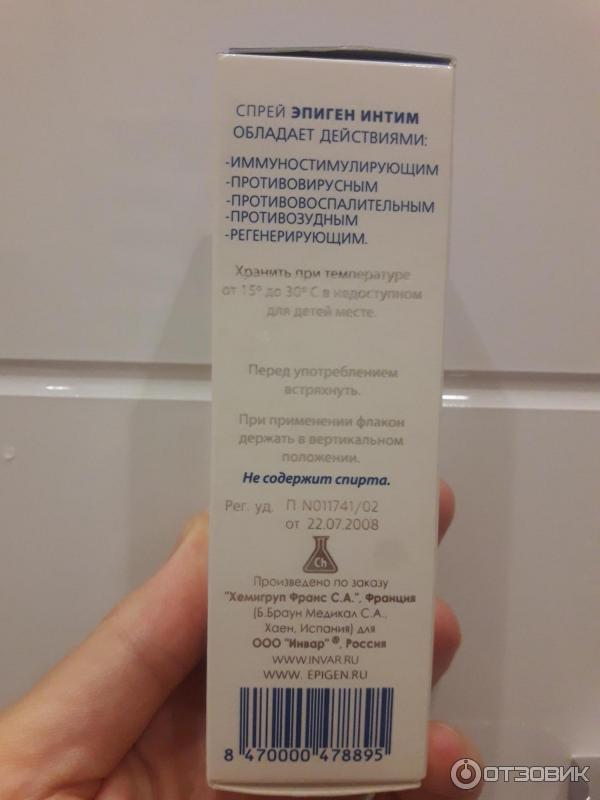 СПРЕЙ ЭПИГЕН ИНТИМ
ОБЛАДАЕТ ДЕЙСТВИЯМИ:
-ИММУНОСТИМУЛИРУЮЩИМ
-ПРОТИВОВИРУСНЫМ
-ПРОТИВОВОСПАЛИТЕЛЬНЫМ
-ПРОТИВОЗУДНЫМ
-РЕГЕНЕРИРУЮЩИМ.
Хранить при температуре
от 15° до 30° С в недоступном
для детей месте.
Перед употреблением
встряхнуть.
При применении флакон
держать в вертикальном
положении.
Не содержит спирта.
Рег. уд. П N011741/02
от 22.07.2008
Ch
Произведено по заказу
"Хемигруп Франс С.А.", Франция
(Б.Браун Медикал С.А.,
Хаен, Испания) для
ООО "Инвар"®, Россия
WWW.INVAR.RU
WWW. EPIGEN.RU
8 470000 478895
ОТЗОВИК